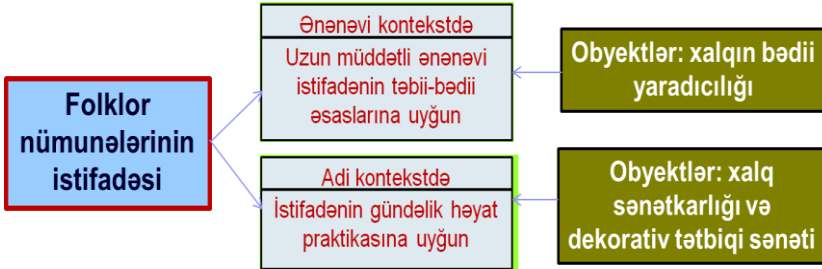 Folklor
nümunələrinin
istifadəsi
Ənənəvi kontekstdə
Uzun müddətli ənənəvi
istifadənin təbii-bədii
əsaslarına uyğun
Obyektlər: xalqın bədii
yaradıcılığı
Adi kontekstdə
İstifadənin gündəlik həyat
praktikasına uyğun
Obyektlər: xalq
sənətkarlığı və
dekorativ tətbiqi sənəti